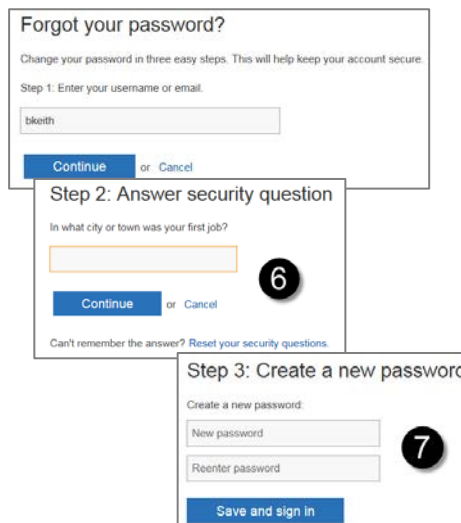 Forgot your password?
Change your password in three easy steps. This will help keep your account secure.
Step 1: Enter your username or email.
bkeith
Continue or Cancel
Step 2: Answer security question
In what city or town was your first job?
6
Continue or Cancel
Can't remember the answer? Reset your security questions.
Step 3: Create a new password
Create a new password:
New password
7
Reenter password
Save and sign in